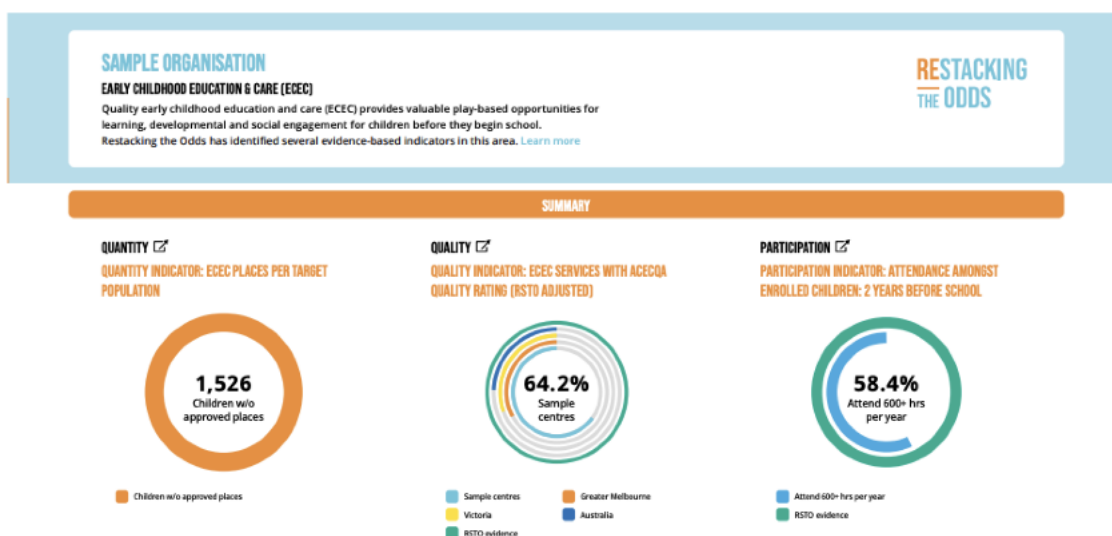 SAMPLE ORGANISATION
EARLY CHILDHOOD EDUCATION & CARE (ECEC)
Quality early childhood education and care (ECEC) provides valuable play-based opportunities for
learning, developmental and social engagement for children before they begin school.
Restacking the Odds has identified several evidence-based indicators in this area. Learn more
RESTACKING
THE ODDS
SUMMARY
QUANTITY
QUANTITY INDICATOR: ECEC PLACES PER TARGET
POPULATION
1,526
Children w/o
approved places
Children w/o approved places
QUALITY
QUALITY INDICATOR: ECEC SERVICES WITH ACECQA
QUALITY RATING (RSTO ADJUSTED)
64.2%
Sample
centres
Sample centres
Greater Melbourne
Victoria
Australia
RSTO evidence
PARTICIPATION
PARTICIPATION INDICATOR: ATTENDANCE AMONGST
ENROLLED CHILDREN: 2 YEARS BEFORE SCHOOL
58.4%
Attend 600+ hrs
per year
Attend 600+ hrs per year
RSTO evidence